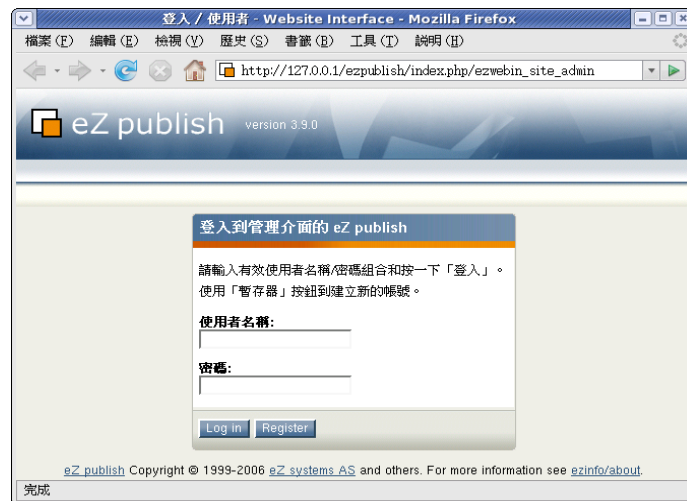 登入 / 使用者 - Website Interface - Mozilla Firefox
檔案(F) 編輯(E) 檢視(V) 歷史(S) 書籤(B) 工具(T) 說明(H)
http://127.0.0.1/ezpublish/index.php/ezwebin_site_admin
eZ publish version 3.9.0
登入到管理介面的 eZ publish
請輸入有效使用者名稱/密碼組合和按一下「登入」。
使用「暫存器」按鈕到建立新的帳號。
使用者名稱:
密碼:
Log in Register
eZ publish Copyright © 1999-2006 eZ systems AS and others. For more information see ezinfo/about.
完成